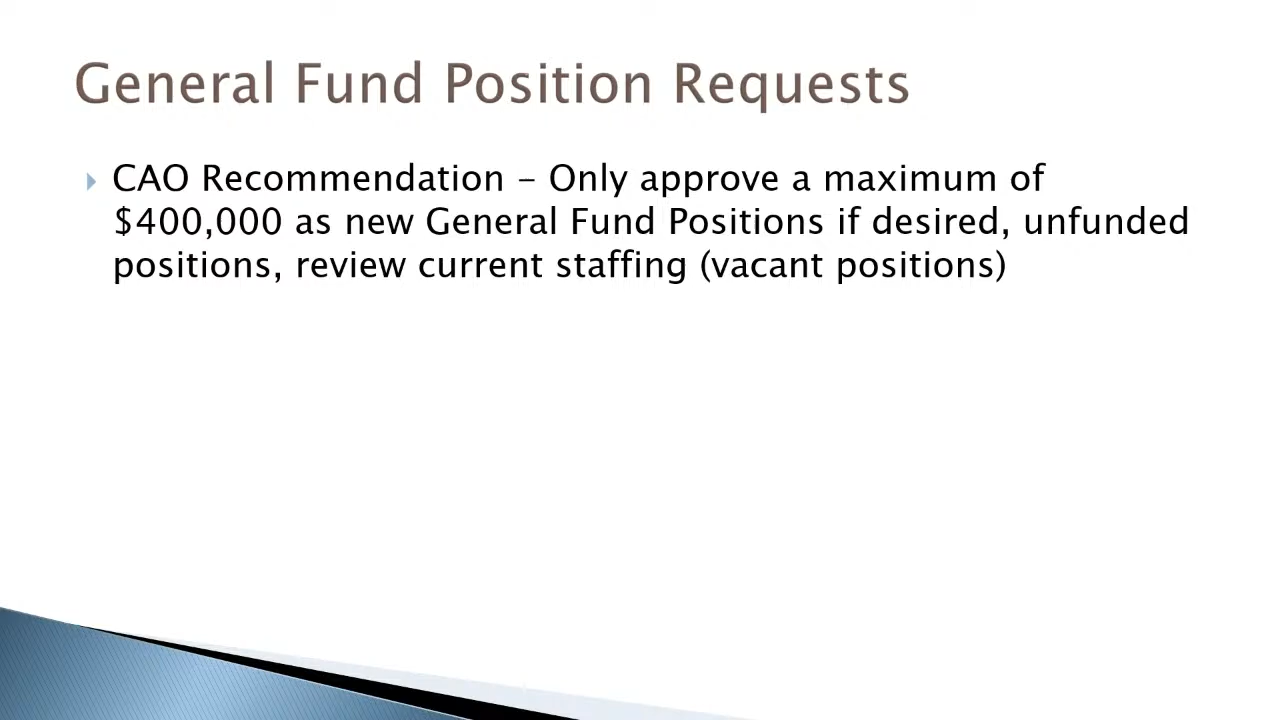 General Fund Position Requests
CAO Recommendation – Only approve a maximum of
$400,000 as new General Fund Positions if desired, unfunded
positions, review current staffing (vacant positions)